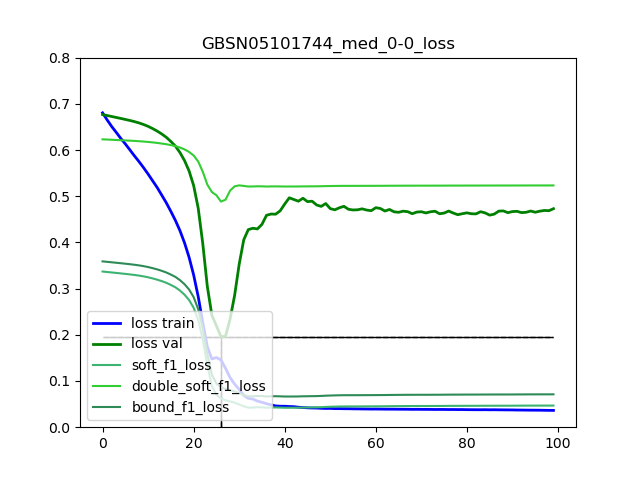 GBSN05101744_med_0-0_loss
0.8
0.7
0.6
0.5
0.4
0.3
0.2
0.1
0.0
loss train
loss val
soft_f1_loss
double_soft_f1_loss
bound_f1_loss
0 20 40 60 80 100